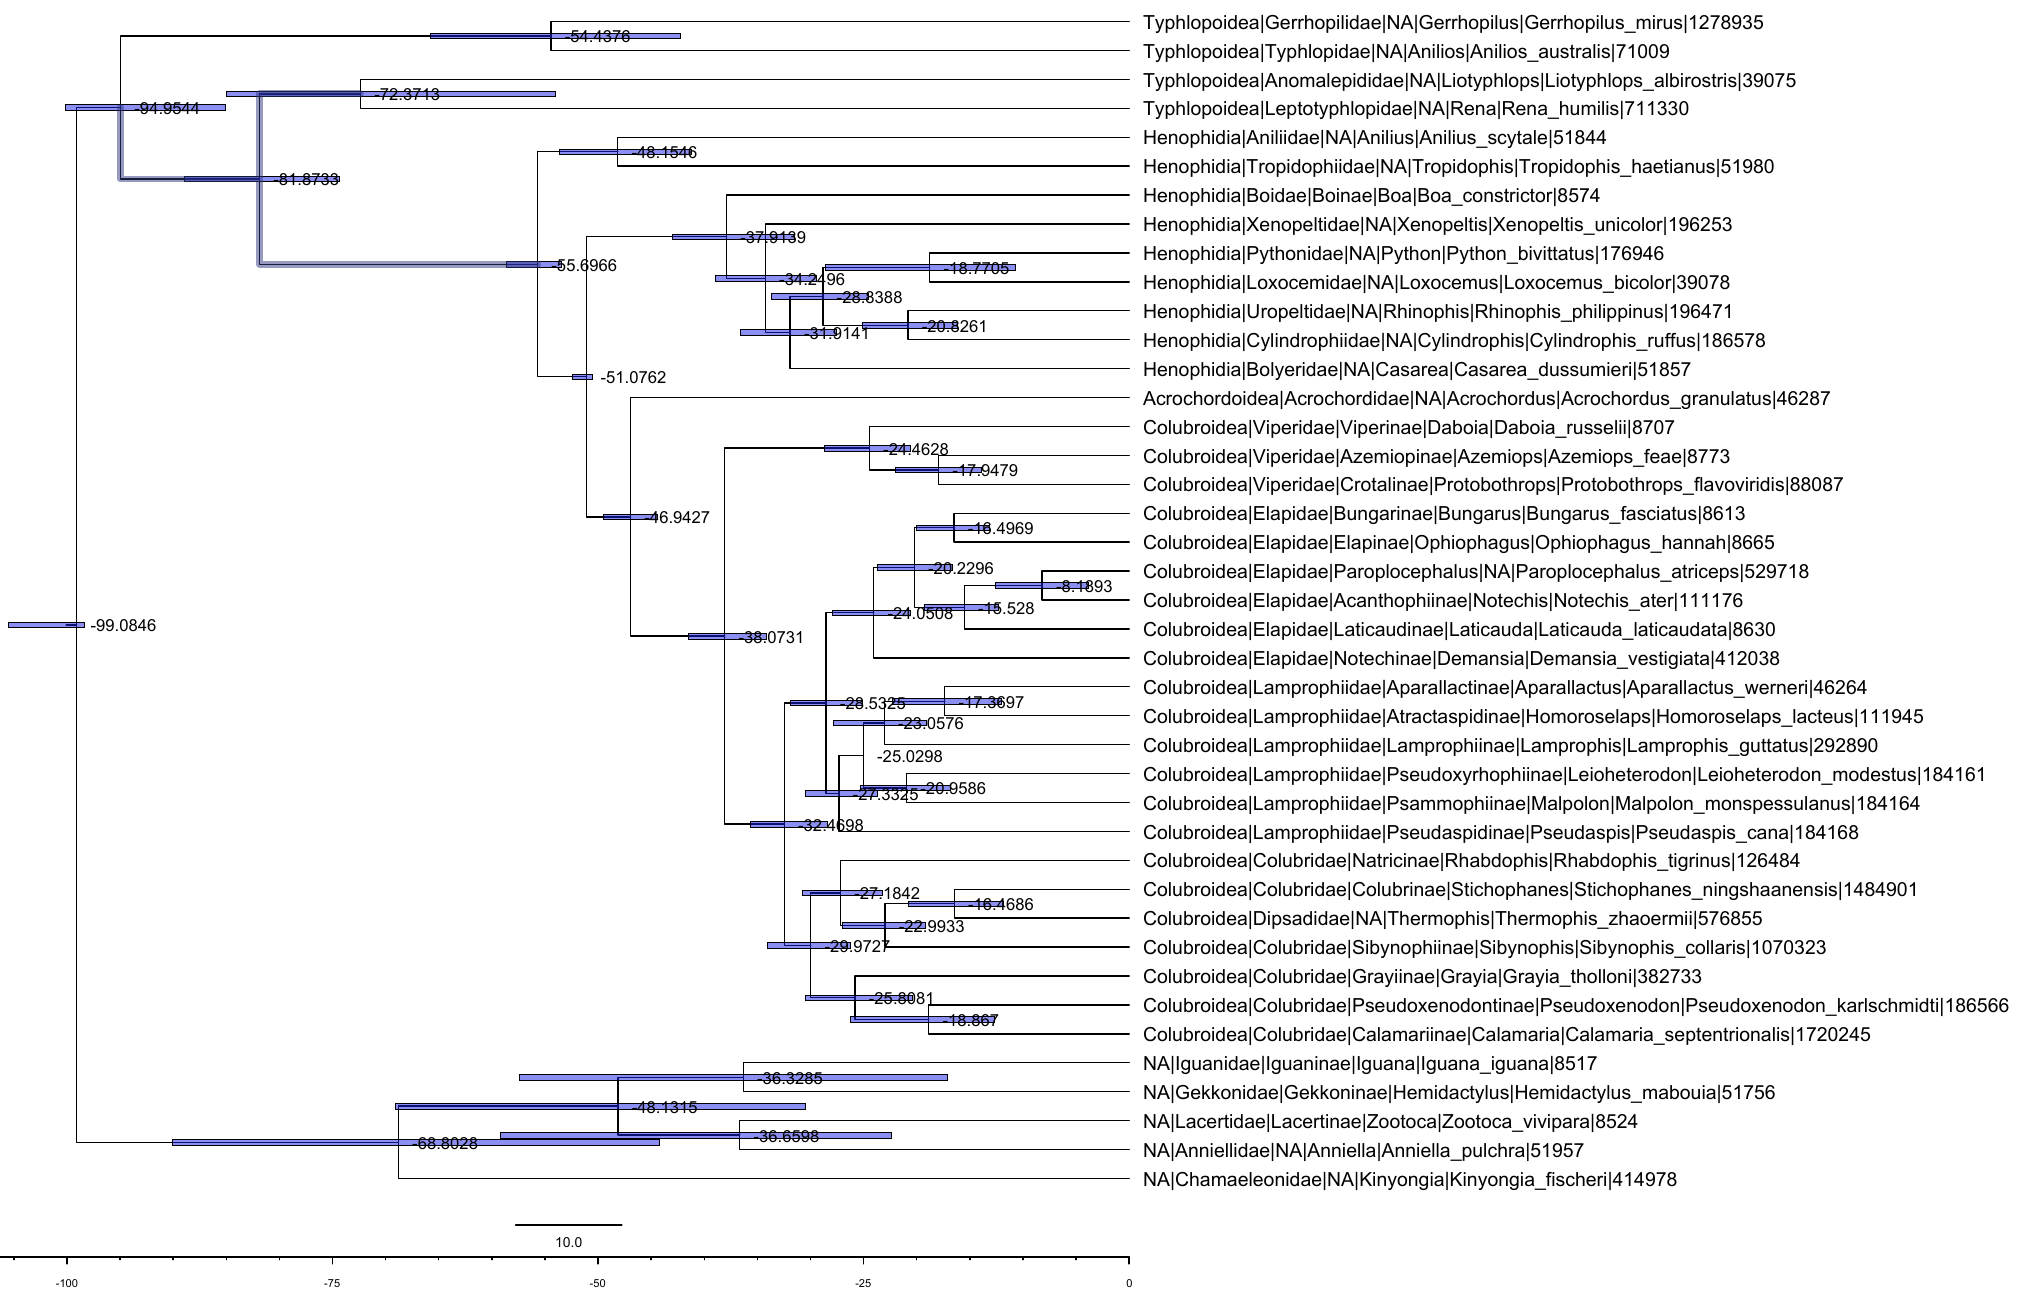 Typhlopoidea|Gerrhopilidae|NA|Gerrhopilus|Gerrhopilus_mirus|1278935
-54.4376
Typhlopoidea|Typhlopidae|NA|Anilios|Anilios_australis|71009
Typhlopoidea|Anomalepididae|NA|Liotyphlops|Liotyphlops_albirostris|39075
-72.3713
-94.9544
Typhlopoidea|Leptotyphlopidae|NA|Rena|Rena_humilis|711330
Henophidia|Aniliidae|NA|Anilius|Anilius_scytale|51844
-48.1546
Henophidia|Tropidophiidae|NA|Tropidophis|Tropidophis_haetianus|51980
-81.8733
Henophidia|Boidae|Boinae|Boa|Boa_constrictor|8574
Henophidia|Xenopeltidae|NA|Xenopeltis|Xenopeltis_unicolor|196253
-37.9139
Henophidia|Pythonidae|NA|Python|Python_bivittatus|176946
-55.6966
-18.7705
-34.2496
Henophidia|Loxocemidae|NA|Loxocemus|Loxocemus_bicolor|39078
-28.8388
Henophidia|Uropeltidae|NA|Rhinophis|Rhinophis_philippinus|196471
-20.8261
-31.9141
Henophidia|Cylindrophiidae|NA|Cylindrophis|Cylindrophis_ruffus|186578
Henophidia|Bolyeridae|NA|Casarea|Casarea_dussumieri|51857
-51.0762
Acrochordoidea|Acrochordidae|NA|Acrochordus|Acrochordus_granulatus|46287
Colubroidea|Viperidae|Viperinae|Daboia|Daboia_russelii|8707
-24.4628
Colubroidea|Viperidae|Azemiopinae|Azemiops|Azemiops_feae|8773
-17.9479
Colubroidea|Viperidae|Crotalinae|Protobothrops|Protobothrops_flavoviridis|88087
Colubroidea|Elapidae|Bungarinae|Bungarus|Bungarus_fasciatus|8613
-46.9427
-16.4969
Colubroidea|Elapidae|Elapinae|Ophiophagus|Ophiophagus_hannah|8665
-20.2296
Colubroidea|Elapidae|Paroplocephalus|NA|Paroplocephalus_atriceps|529718
-8.1893
Colubroidea|Elapidae|Acanthophiinae|Notechis|Notechis_ater|111176
-15.528
-24.0508
-99.0846
Colubroidea|Elapidae|Laticaudinae|Laticauda|Laticauda_laticaudata|8630
-38.0731
Colubroidea|Elapidae|Notechinae|Demansia|Demansia_vestigiata|412038
Colubroidea|Lamprophiidae|Aparallactinae|Aparallactus|Aparallactus_werneri|46264
-28.5325
-17.3697
Colubroidea|Lamprophiidae|Atractaspidinae|Homoroselaps|Homoroselaps_lacteus|111945
-23.0576
Colubroidea|Lamprophiidae|Lamprophiinae|Lamprophis|Lamprophis_guttatus|292890
-25.0298
Colubroidea|Lamprophiidae|Pseudoxyrhophiinae|Leioheterodon|Leioheterodon_modestus|184161
-20.9586
-27.3325
Colubroidea|Lamprophiidae|Psammophiinae|Malpolon|Malpolon_monspessulanus|184164
-32.4698
Colubroidea|Lamprophiidae|Pseudaspidinae|Pseudaspis|Pseudaspis_cana|184168
Colubroidea|Colubridae|Natricinae|Rhabdophis|Rhabdophis_tigrinus|126484
-27.1842
Colubroidea|Colubridae|Colubrinae|Stichophanes|Stichophanes_ningshaanensis|1484901
-16.4686
Colubroidea|Dipsadidae|NA|Thermophis|Thermophis_zhaoermii|576855
-22.9933
-29.9727
Colubroidea|Colubridae|Sibynophiinae|Sibynophis|Sibynophis_collaris|1070323
Colubroidea|Colubridae|Grayiinae|Grayia|Grayia_tholloni|382733
-25.8081
Colubroidea|Colubridae|Pseudoxenodontinae|Pseudoxenodon|Pseudoxenodon_karlschmidti|186566
-18.867
Colubroidea|Colubridae|Calamariinae|Calamaria|Calamaria_septentrionalis|1720245
NA|Iguanidae|Iguaninae|Iguana|Iguana_iguana|8517
-36.3285
NA|Gekkonidae|Gekkoninae|Hemidactylus|Hemidactylus_mabouia|51756
-48.1315
NA|Lacertidae|Lacertinae|Zootoca|Zootoca_vivipara|8524
-36.6598
-68.8028
NA|Anniellidae|NA|Anniella|Anniella_pulchra|51957
NA|Chamaeleonidae|NA|Kinyongia|Kinyongia_fischeri|414978
10.0
-100 -75 -50 -25 0